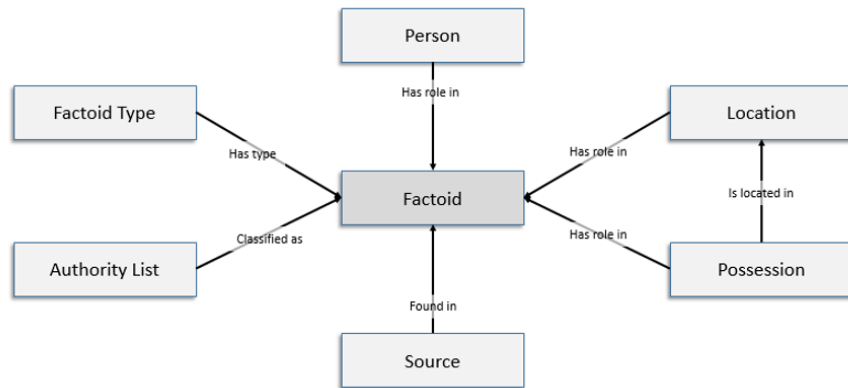 Person
Has role in
Factoid Type
Location
Has type
Has role in
Is located in
Factoid
Classified as
Has role in
Authority List
Possession
Found in
Source